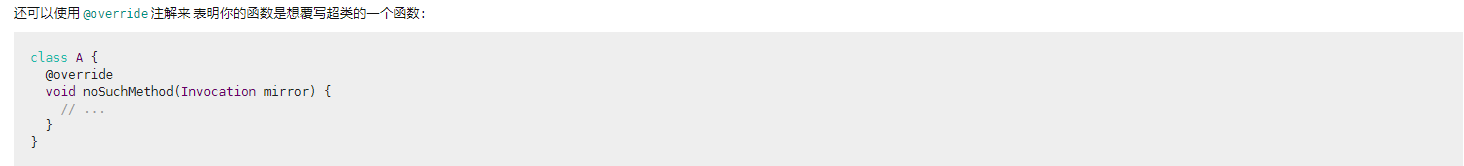 还可以使用 @override 注解来 表明你的函数是想覆写超类的一个函数：
class A {
  @override
  void noSuchMethod(Invocation mirror) {
    // ...
  }
}